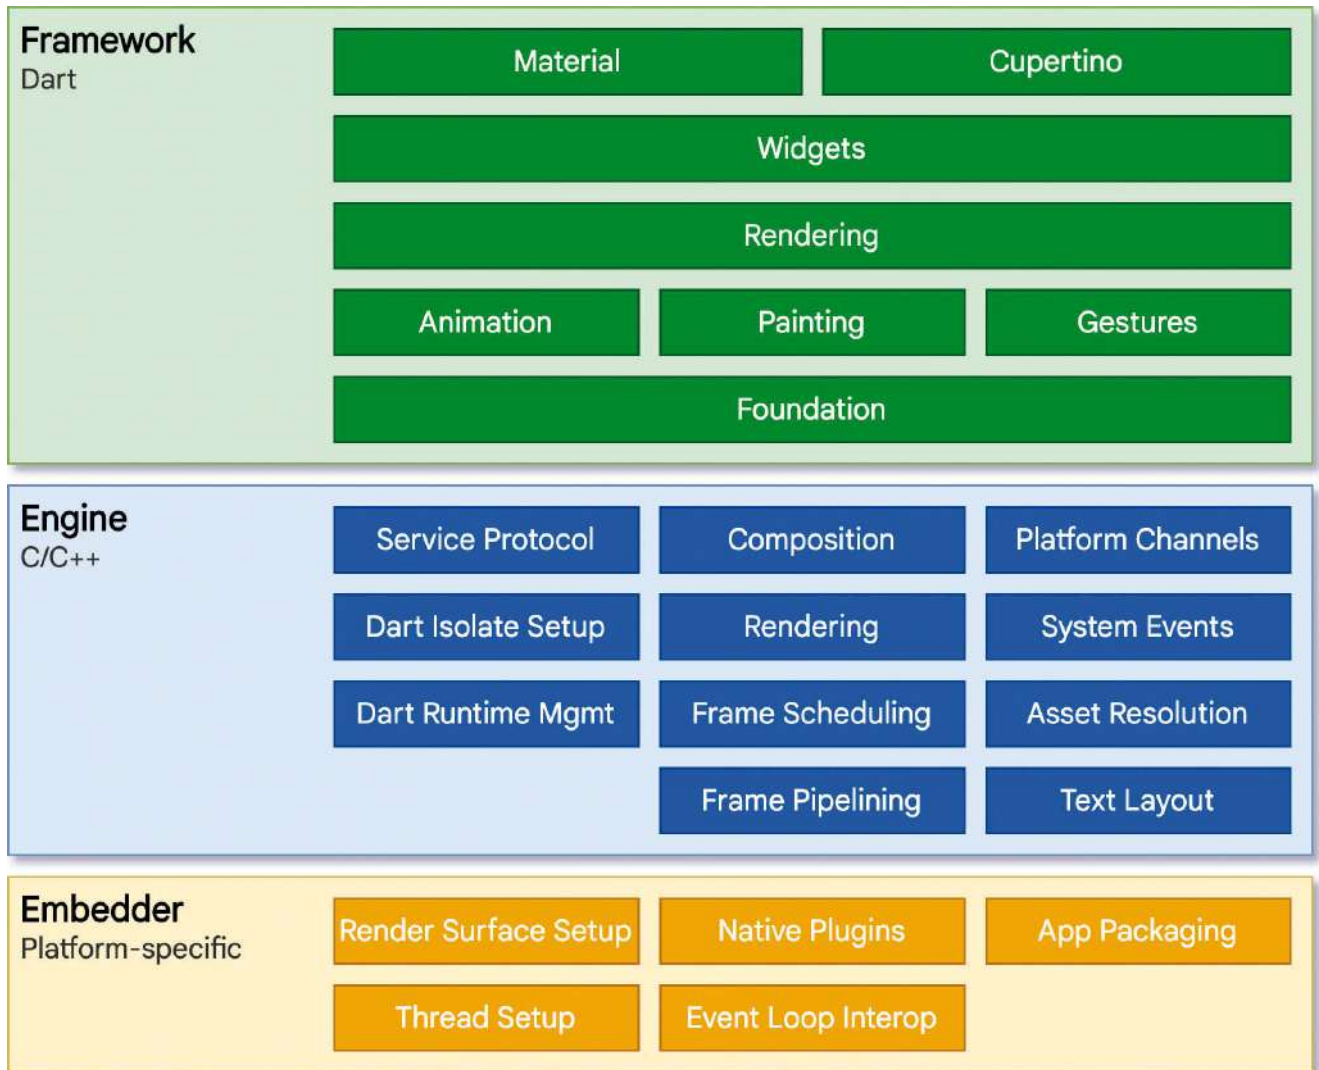 Framework
Dart
Material
Cupertino
Widgets
Rendering
Animation
Painting
Gestures
Foundation
Engine
C/C++
Service Protocol
Composition
Platform Channels
Dart Isolate Setup
Rendering
System Events
Dart Runtime Mgmt
Frame Scheduling
Asset Resolution
Frame Pipelining
Text Layout
Embedder
Platform-specific
Render Surface Setup
Native Plugins
App Packaging
Thread Setup
Event Loop Interop